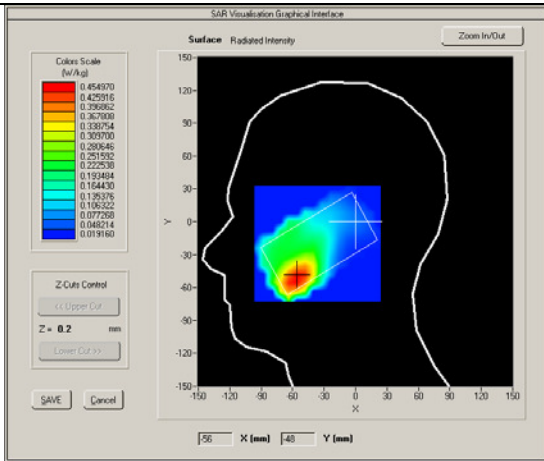 SAR Visualisation Graphical Interface
Surface Radiated Intensity
Zoom In/Out
Colors Scale
(W/kg)
0.454970
0.425916
0.396862
0.367808
0.338754
0.309700
0.280646
0.251592
0.222538
0.193484
0.164430
0.135376
0.106322
0.077268
0.048214
0.019160
Z-Cuts Control
<< Upper Cut
Z = 0.2 mm
Lower Cut >>
SAVE Cancel
150-
120-
90-
60-
30-
0-
-30-
-60-
-90-
-120-
-150-
Y
-150 -120 -90 -60 -30 0 30 60 90 120 150
X
-56 X (mm) -48 Y (mm)